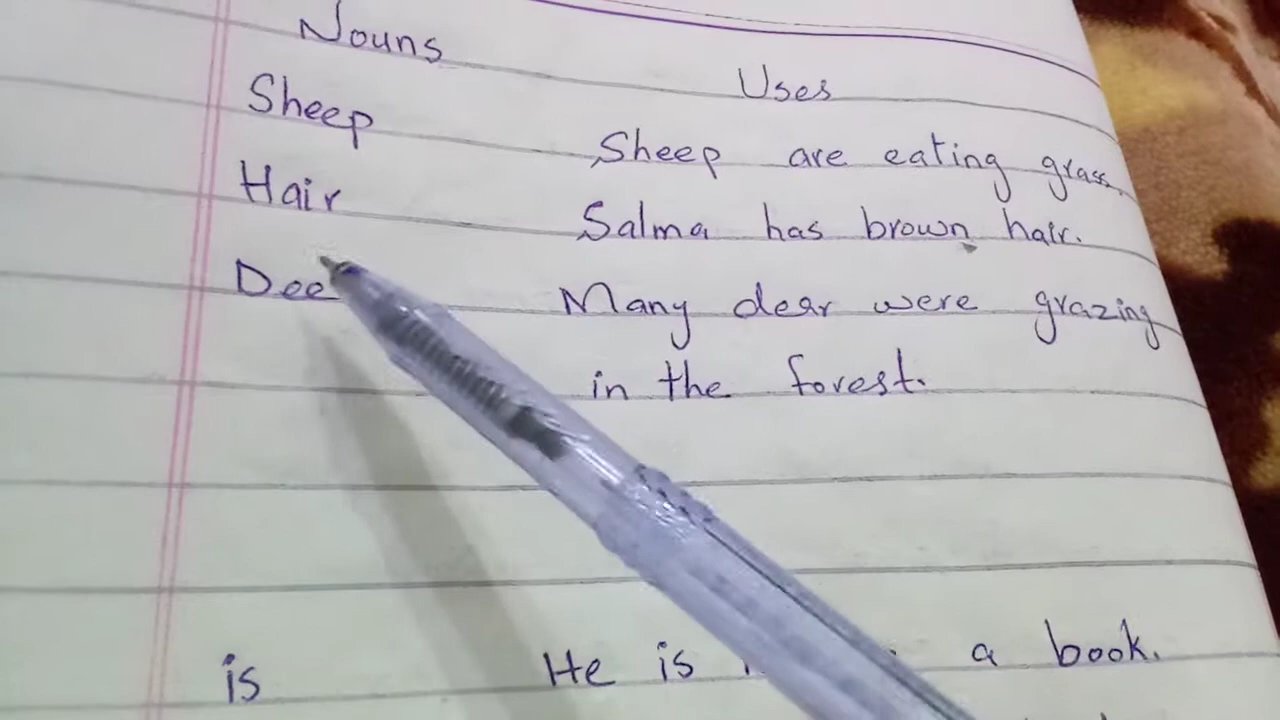 Nouns Uses
Sheep Sheep are eating grass.
Hair Salma has brown hair.
Dee Many dear were grazing
in the forest.
is He is a book.